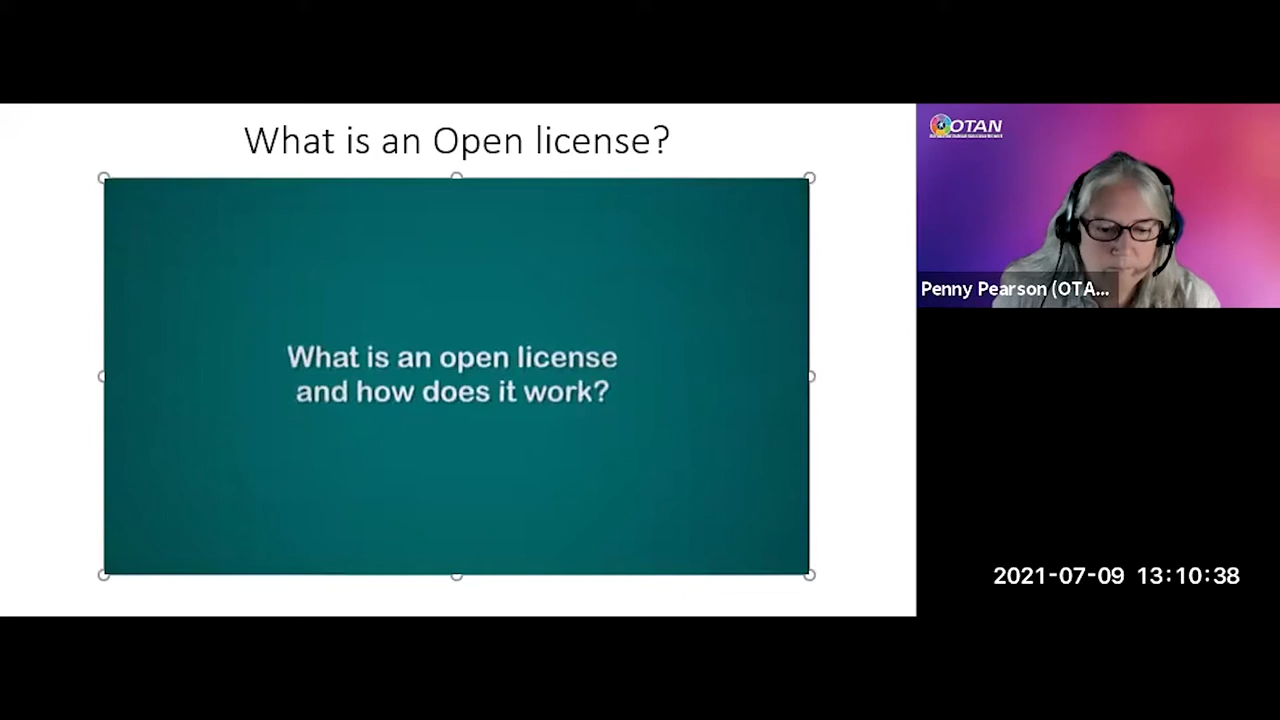 What is an Open license?
What is an open license
and how does it work?
OTAN
Penny Pearson (OTA...
2021-07-09 13:10:38